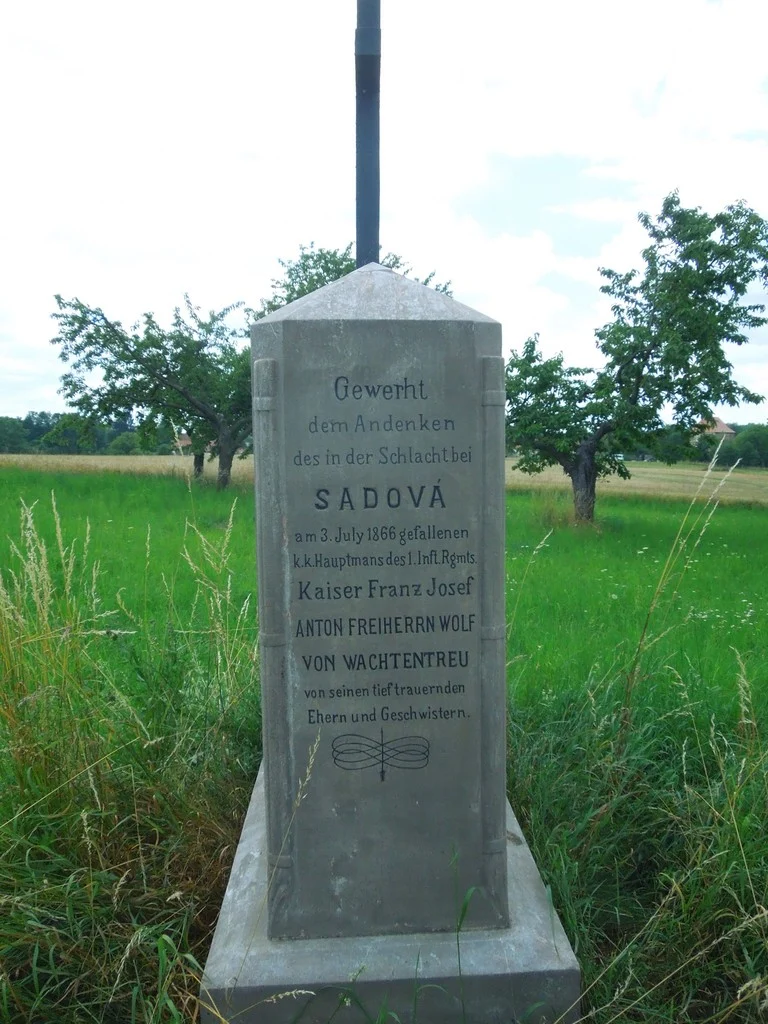 Gewerht
dem Andenken
des in der Schlacht bei
SADOVÁ
am 3. July 1866 gefallenen
k.k. Hauptmans des 1. Inft. Rgmts.
Kaiser Franz Josef
ANTON FREIHERRN WOLF
VON WACHTENTREU
von seinen tief trauernden
Ehern und Geschwistern.